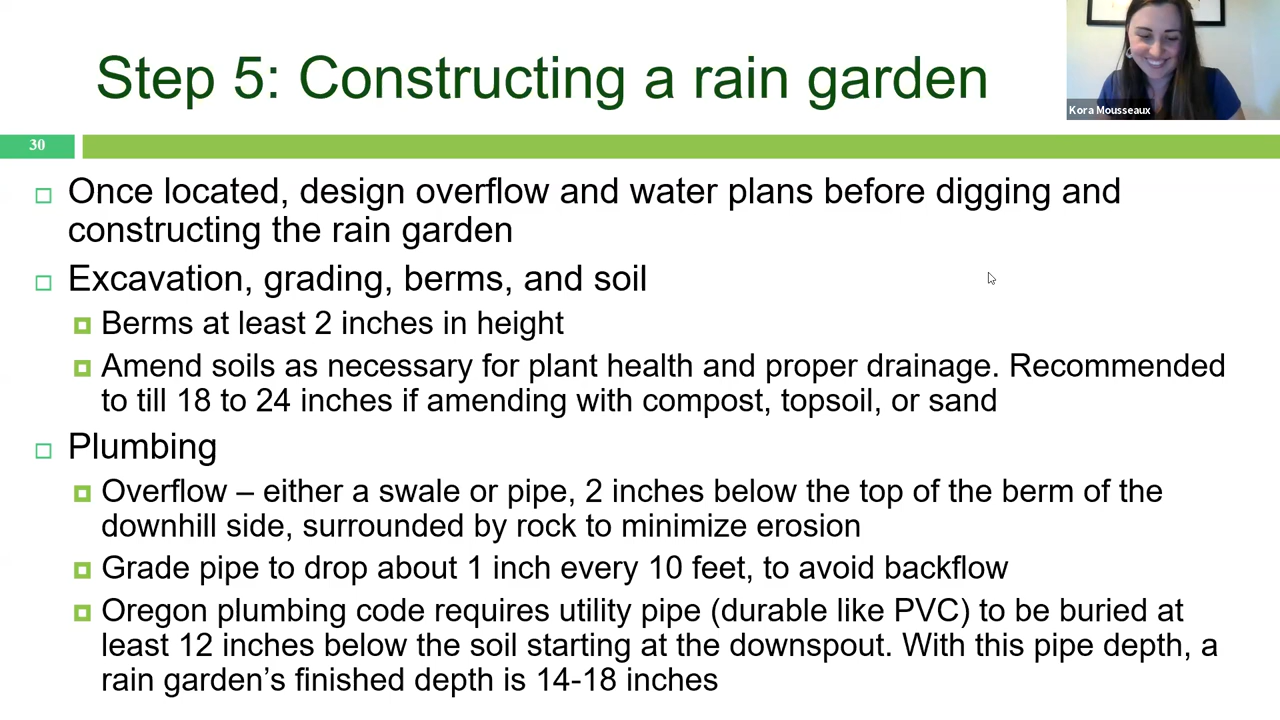 Step 5: Constructing a rain garden
Kora Mousseaux
30
Once located, design overflow and water plans before digging and
constructing the rain garden
Excavation, grading, berms, and soil
Berms at least 2 inches in height
Amend soils as necessary for plant health and proper drainage. Recommended
to till 18 to 24 inches if amending with compost, topsoil, or sand
Plumbing
Overflow – either a swale or pipe, 2 inches below the top of the berm of the
downhill side, surrounded by rock to minimize erosion
Grade pipe to drop about 1 inch every 10 feet, to avoid backflow
Oregon plumbing code requires utility pipe (durable like PVC) to be buried at
least 12 inches below the soil starting at the downspout. With this pipe depth, a
rain garden’s finished depth is 14-18 inches